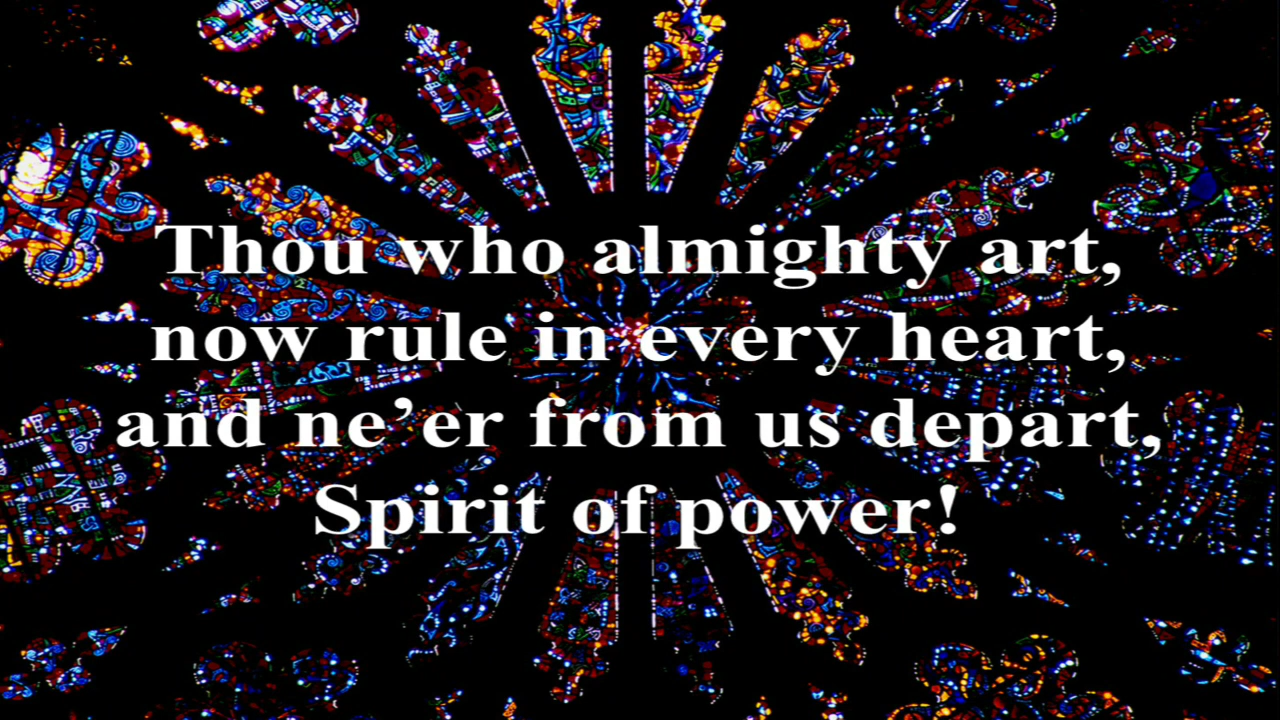 Thou who almighty art,
now rule in every heart,
and ne’er from us depart,
Spirit of power!